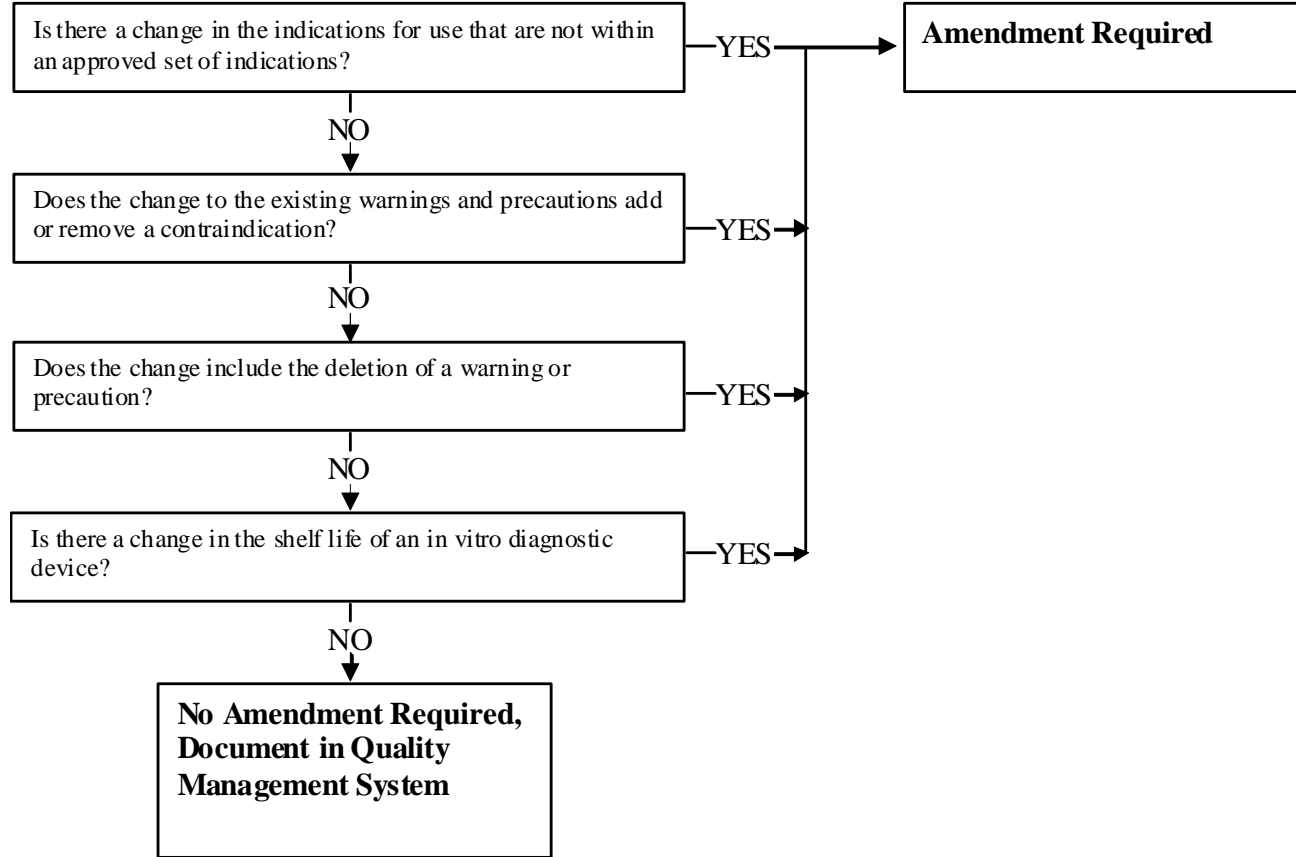 Is there a change in the indications for use that are not within
an approved set of indications?
YES
Amendment Required
NO
Does the change to the existing warnings and precautions add
or remove a contraindication?
YES
NO
Does the change include the deletion of a warning or
precaution?
YES
NO
Is there a change in the shelf life of an in vitro diagnostic
device?
YES
NO
No Amendment Required,
Document in Quality
Management System